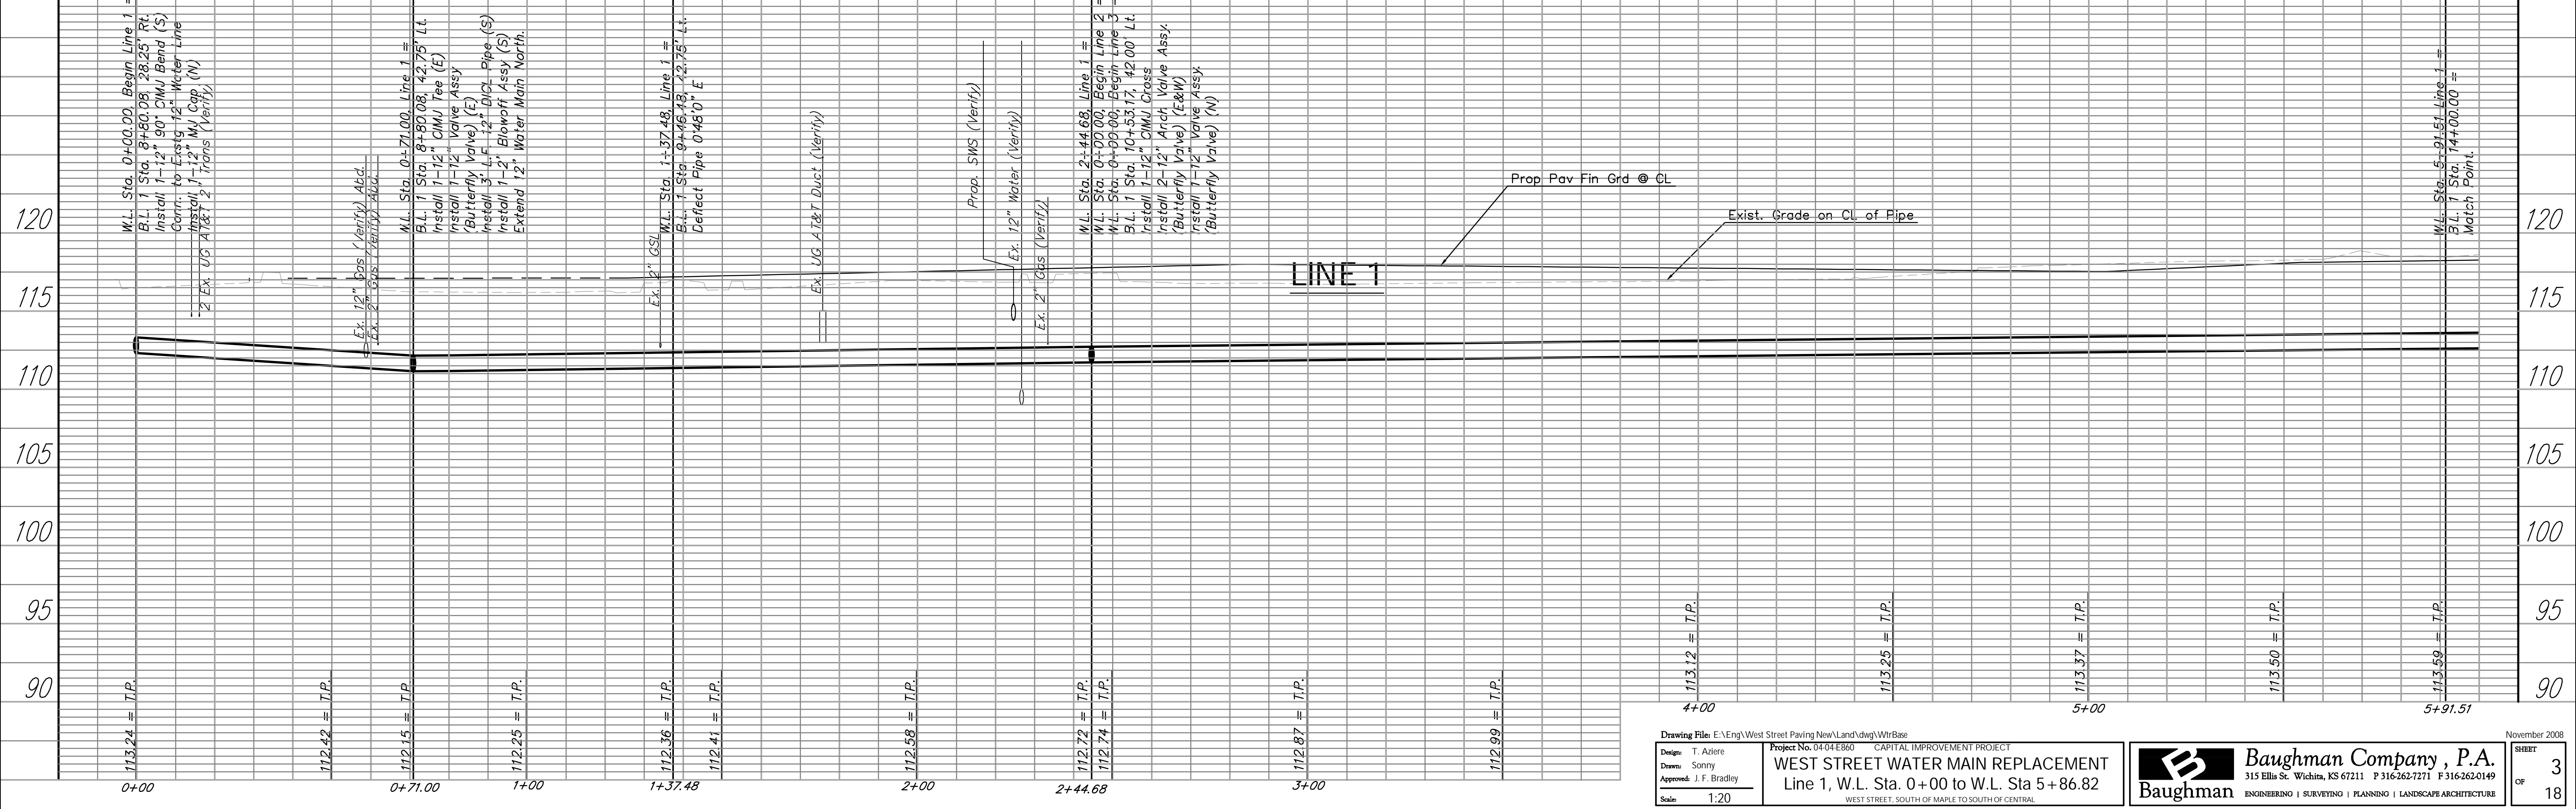 W.L. Sta. 0+00.00, Begin Line 1 =
B.L. 1 Sta. 8+80.08, 28.25' Rt.
Install 1-12" 90° CIMJ Bend (S)
Conn. to Exstg 12" Water Line
Install 1-12" MJ Cap (N)
2 Ex. UG AT&T 2" Trans (Verify)
Ex. 12" Gas (Verify) Abd.
Ex. 2" Gas (Verify) Abd.
W.L. Sta. 0+71.00, Line 1 =
B.L. 1 Sta. 8+80.08, 42.75' Lt.
Install 1-12" CIMJ Tee (E)
Install 1-12" Valve Assy
(Butterfly Valve) (E)
Install 3' L.F. 12" DICL Pipe (S)
Install 1-2" Blowoff Assy (S)
Extend 12" Water Main North.
Ex. 2" GSL
W.L. Sta. 1+37.48, Line 1 =
B.L. 1 Sta. 9+46.48, 42.75' Lt.
Deflect Pipe 0°48'0" E
Ex. UG AT&T Duct (Verify)
Prop. SWS (Verify)
Ex. 12" Water (Verify)
Ex. 2" Gas (Verify)
W.L. Sta. 2+44.68, Line 1 =
W.L. Sta. 0+00.00, Begin Line 2 =
W.L. Sta. 0+00.00, Begin Line 3 =
B.L. 1 Sta. 10+53.17, 42.00' Lt.
Install 1-12" CIMJ Cross
Install 2-12" Arch Valve Assy.
(Butterfly Valve) (E&W)
Install 1-12" Valve Assy.
(Butterfly Valve) (N)
Prop Pav Fin Grd @ CL
Exist. Grade on CL of Pipe
LINE 1
W.L. Sta. 5+91.51 Line 1 =
B.L. 1 Sta. 14+00.00 =
Match Point.
120 120
115 115
110 110
105 105
100 100
95 95
90 90
113.24 = T.P.
112.42 = T.P.
112.15 = T.P.
112.25 = T.P.
112.36 = T.P.
112.41 = T.P.
112.58 = T.P.
112.72 = T.P.
112.74 = T.P.
112.87 = T.P.
112.99 = T.P.
113.12 = T.P.
113.25 = T.P.
113.37 = T.P.
113.50 = T.P.
113.59 = T.P.
0+00 0+71.00 1+00 1+37.48 2+00 2+44.68 3+00 4+00 5+00 5+91.51
Drawing File: E:\Eng\West Street Paving New\Land\dwg\WtrBase
November 2008
Design: T. Aziere
Drawn: Sonny
Approved: J. F. Bradley
Scale: 1:20
Project No. 04-04-E860 CAPITAL IMPROVEMENT PROJECT
WEST STREET WATER MAIN REPLACEMENT
Line 1, W.L. Sta. 0+00 to W.L. Sta 5+86.82
WEST STREET, SOUTH OF MAPLE TO SOUTH OF CENTRAL
Baughman
Baughman Company, P.A.
315 Ellis St. Wichita, KS 67211 P 316-262-7271 F 316-262-0149
ENGINEERING | SURVEYING | PLANNING | LANDSCAPE ARCHITECTURE
SHEET
3
OF
18